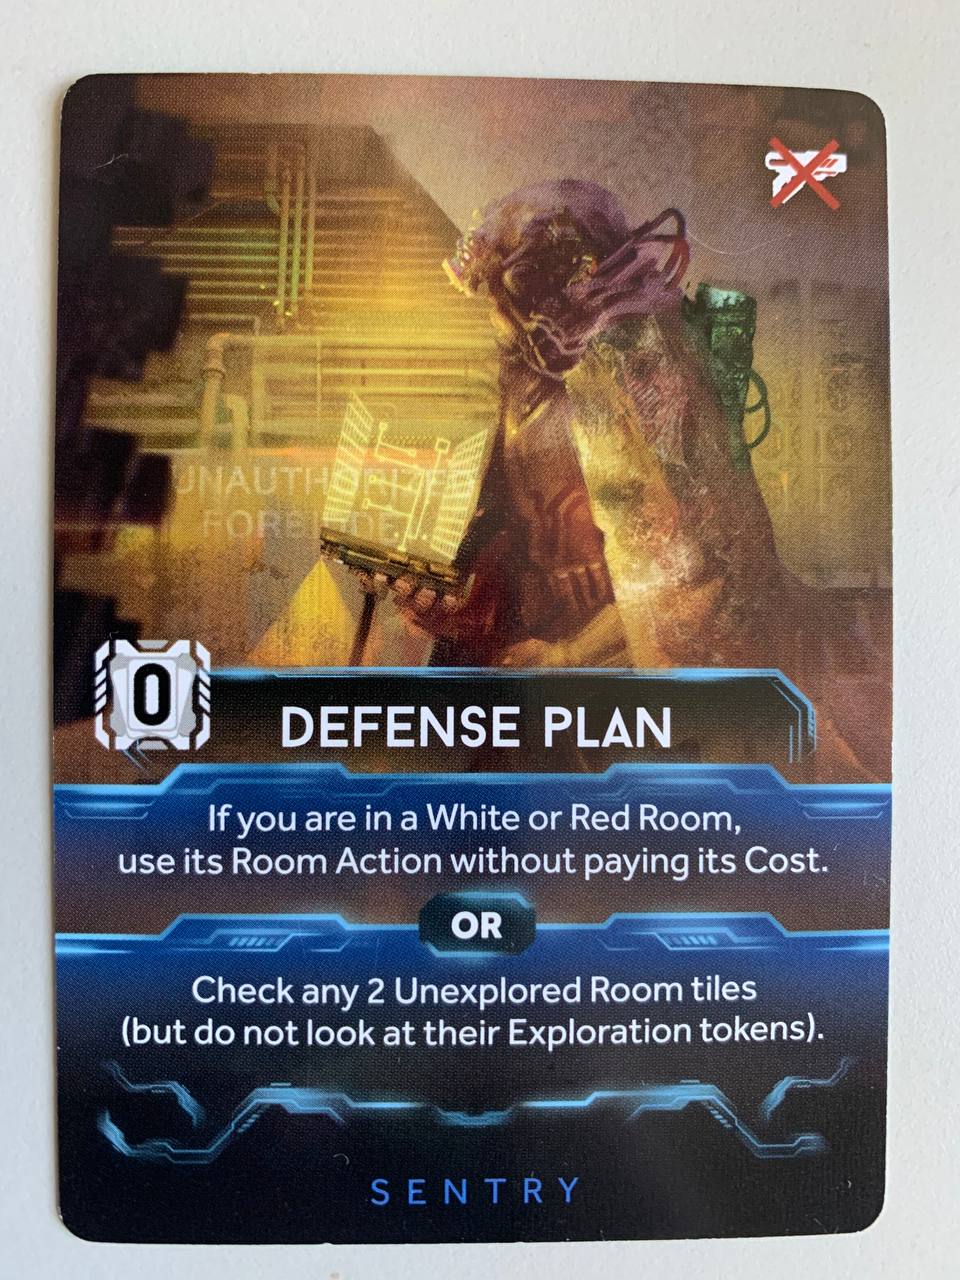 UNAUTHORIZED
0
DEFENSE PLAN
If you are in a White or Red Room,
use its Room Action without paying its Cost.
OR
Check any 2 Unexplored Room tiles
(but do not look at their Exploration tokens).
SENTRY